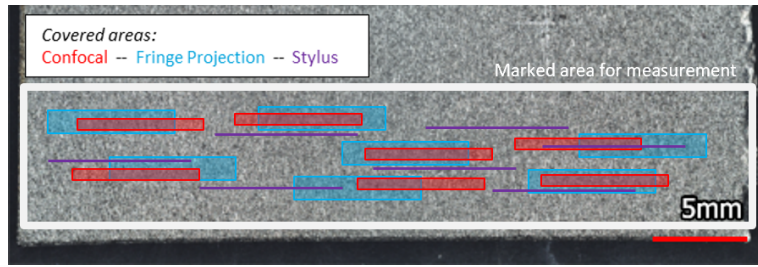 Covered areas:
Confocal -- Fringe Projection -- Stylus
Marked area for measurement
5mm